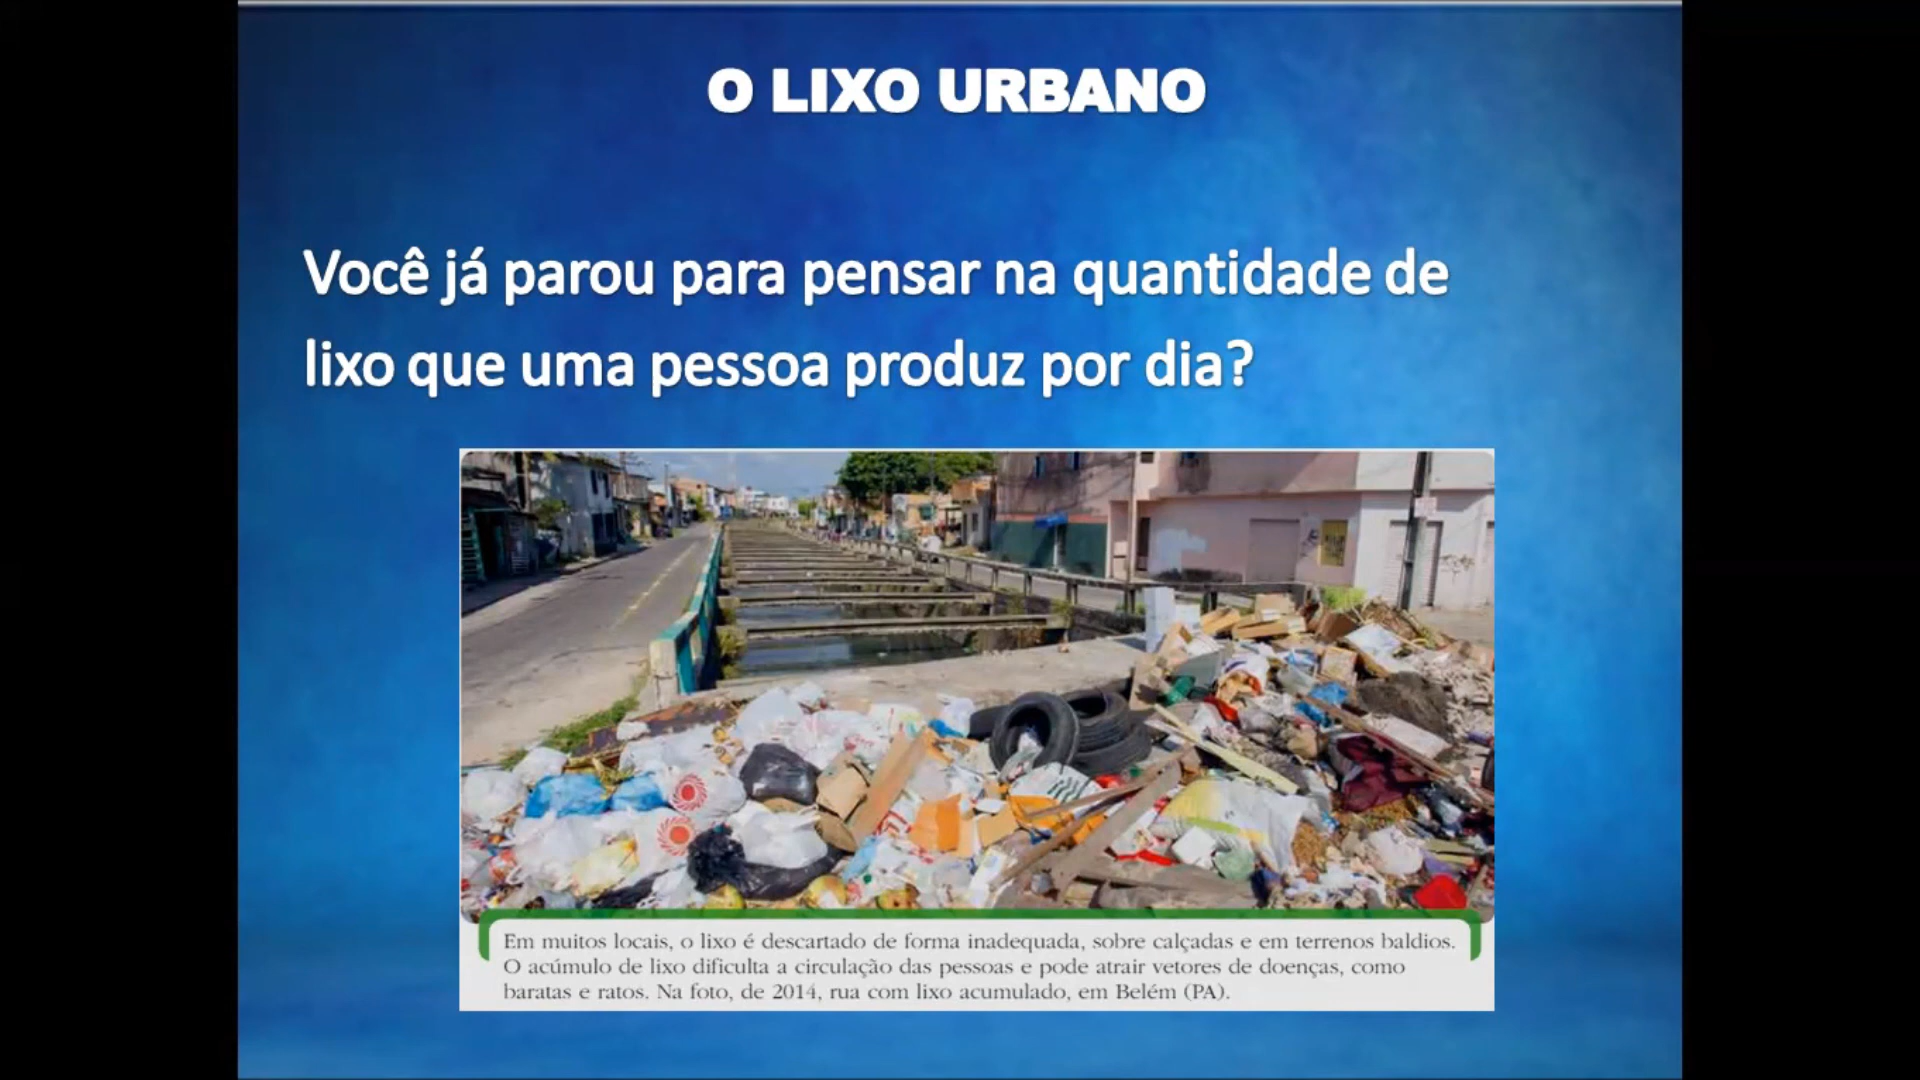 O LIXO URBANO
Você já parou para pensar na quantidade de
lixo que uma pessoa produz por dia?
Em muitos locais, o lixo é descartado de forma inadequada, sobre calçadas e em terrenos baldios.
O acúmulo de lixo dificulta a circulação das pessoas e pode atrair vetores de doenças, como
baratas e ratos. Na foto, de 2014, rua com lixo acumulado, em Belém (PA).